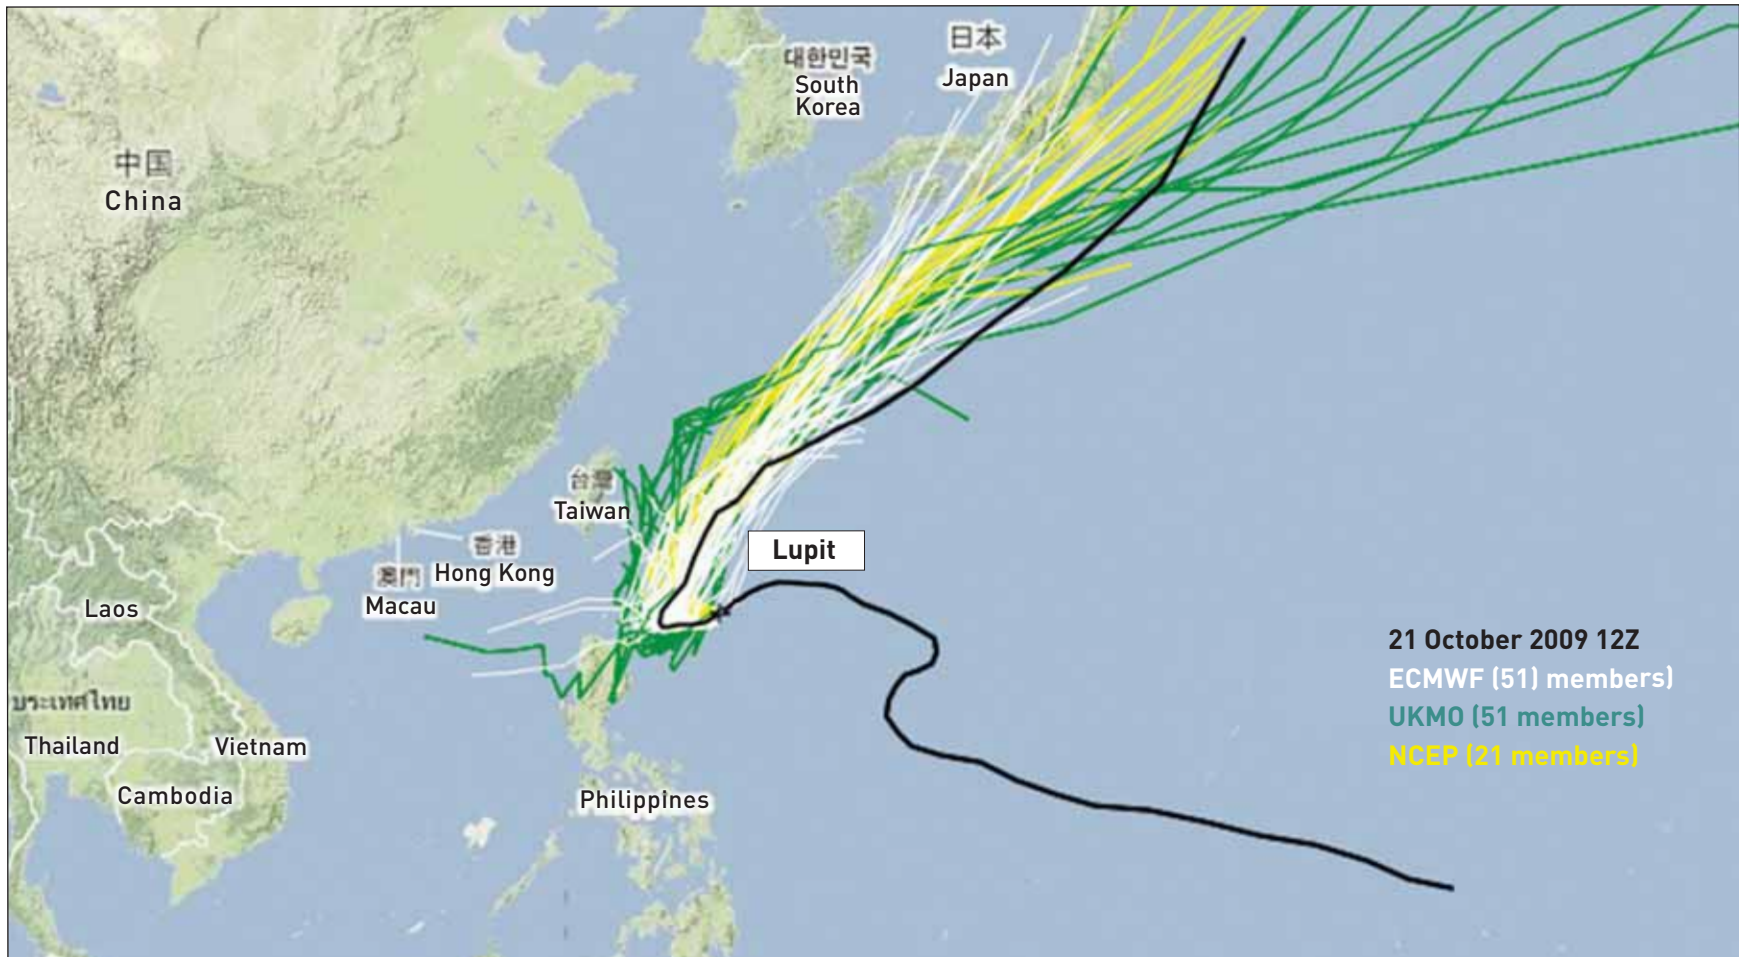 대한민국
South
Korea
日本
Japan
中国
China
台灣
Taiwan
香港
Hong Kong
澳門
Macau
Laos
Lupit
ประเทศไทย
Thailand
Vietnam
Cambodia
Philippines
21 October 2009 12Z
ECMWF (51) members)
UKMO (51 members)
NCEP (21 members)